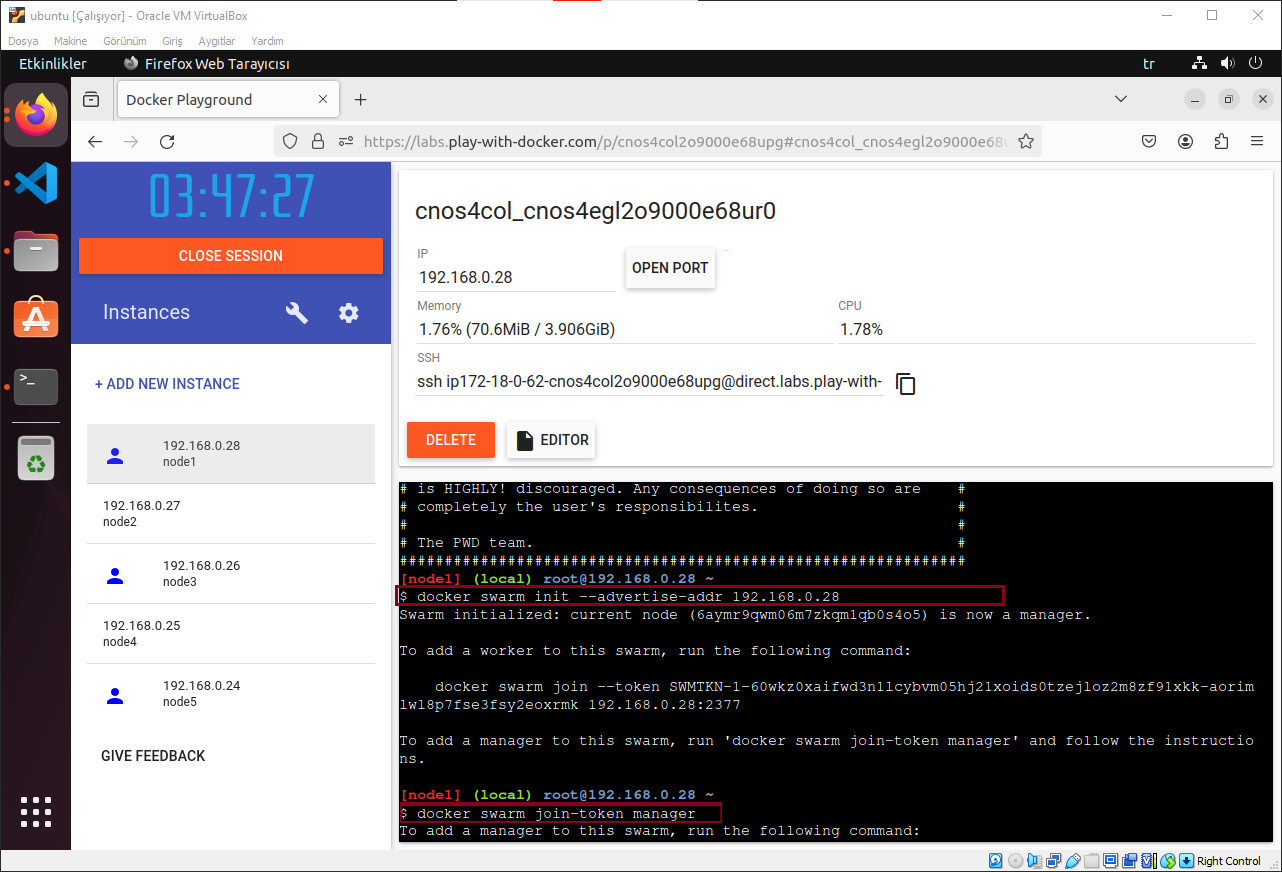 ubuntu [Çalışıyor] - Oracle VM VirtualBox
Dosya Makine Görünüm Giriş Aygıtlar Yardım
Etkinlikler Firefox Web Tarayıcısı tr
Docker Playground
https://labs.play-with-docker.com/p/cnos4col2o9000e68upg#cnos4col_cnos4egl2o9000e68u
03:47:27
CLOSE SESSION
Instances
+ ADD NEW INSTANCE
192.168.0.28
node1
192.168.0.27
node2
192.168.0.26
node3
192.168.0.25
node4
192.168.0.24
node5
GIVE FEEDBACK
cnos4col_cnos4egl2o9000e68ur0
IP
192.168.0.28
OPEN PORT
Memory
1.76% (70.6MiB / 3.906GiB)
CPU
1.78%
SSH
ssh ip172-18-0-62-cnos4col2o9000e68upg@direct.labs.play-with-
DELETE
EDITOR
# is HIGHLY! discouraged. Any consequences of doing so are #
# completely the user's responsibilites. #
# #
# The PWD team. #
###############################################################
[node1] (local) root@192.168.0.28 ~
$ docker swarm init --advertise-addr 192.168.0.28
Swarm initialized: current node (6aymr9qwm06m7zkqmlqb0s4o5) is now a manager.
To add a worker to this swarm, run the following command:
docker swarm join --token SWMTKN-1-60wkz0xaifwd3n1lcybvm05hj21xoids0tzejloz2m8zf91xkk-aorim
lwl8p7fse3fsy2eoxrmk 192.168.0.28:2377
To add a manager to this swarm, run 'docker swarm join-token manager' and follow the instructio
ns.
[node1] (local) root@192.168.0.28 ~
$ docker swarm join-token manager
To add a manager to this swarm, run the following command:
Right Control